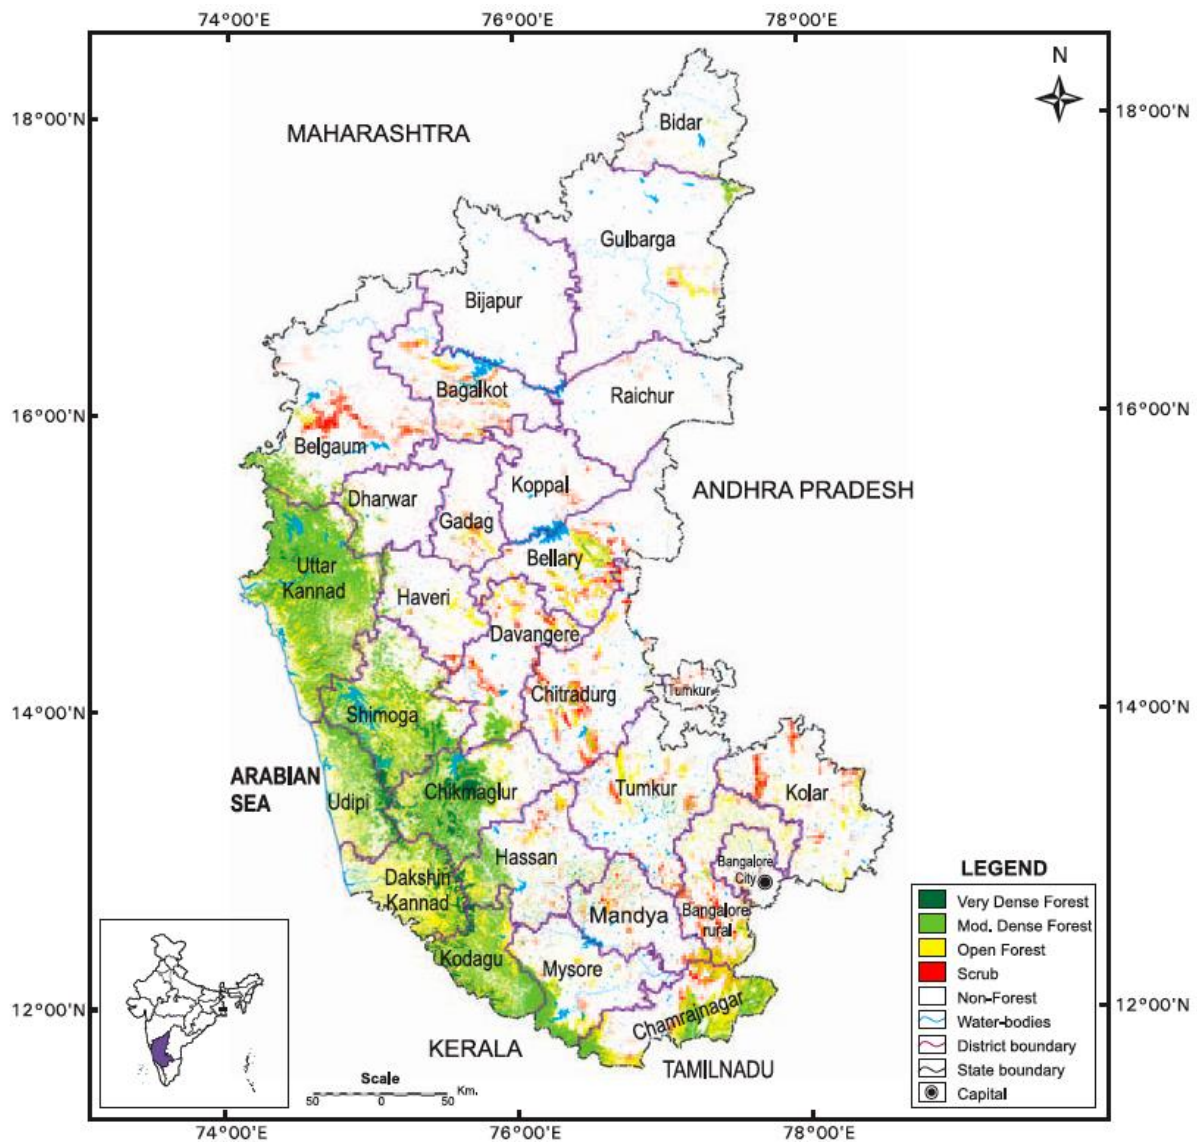 74°00'E 76°00'E 78°00'E
N
18°00'N 18°00'N
MAHARASHTRA
Bidar
Gulbarga
Bijapur
Bagalkot
Raichur
16°00'N 16°00'N
Belgaum
Dharwar
Koppal
ANDHRA PRADESH
Gadag
Bellary
Uttar
Kannad
Haveri
Davangere
Chitradurg
Tumkur
14°00'N 14°00'N
Shimoga
ARABIAN
SEA
Udipi
Chikmaglur
Tumkur
Kolar
Hassan
Bangalore
City
Dakshin
Kannad
Mandya
Bangalore
rural
Kodagu
Mysore
Chamrajnagar
12°00'N 12°00'N
KERALA
TAMILNADU
LEGEND
Very Dense Forest
Mod. Dense Forest
Open Forest
Scrub
Non-Forest
Water-bodies
District boundary
State boundary
Capital
Scale
50 0 50 Km.
74°00'E 76°00'E 78°00'E